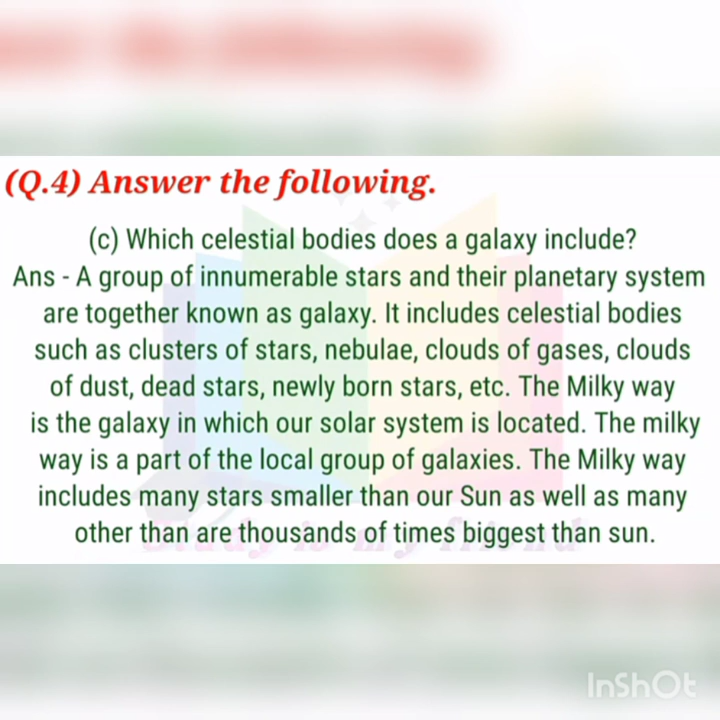 (Q.4) Answer the following.
(c) Which celestial bodies does a galaxy include?
Ans - A group of innumerable stars and their planetary system
are together known as galaxy. It includes celestial bodies
such as clusters of stars, nebulae, clouds of gases, clouds
of dust, dead stars, newly born stars, etc. The Milky way
is the galaxy in which our solar system is located. The milky
way is a part of the local group of galaxies. The Milky way
includes many stars smaller than our Sun as well as many
other than are thousands of times biggest than sun.
Study is my friend
InShOt